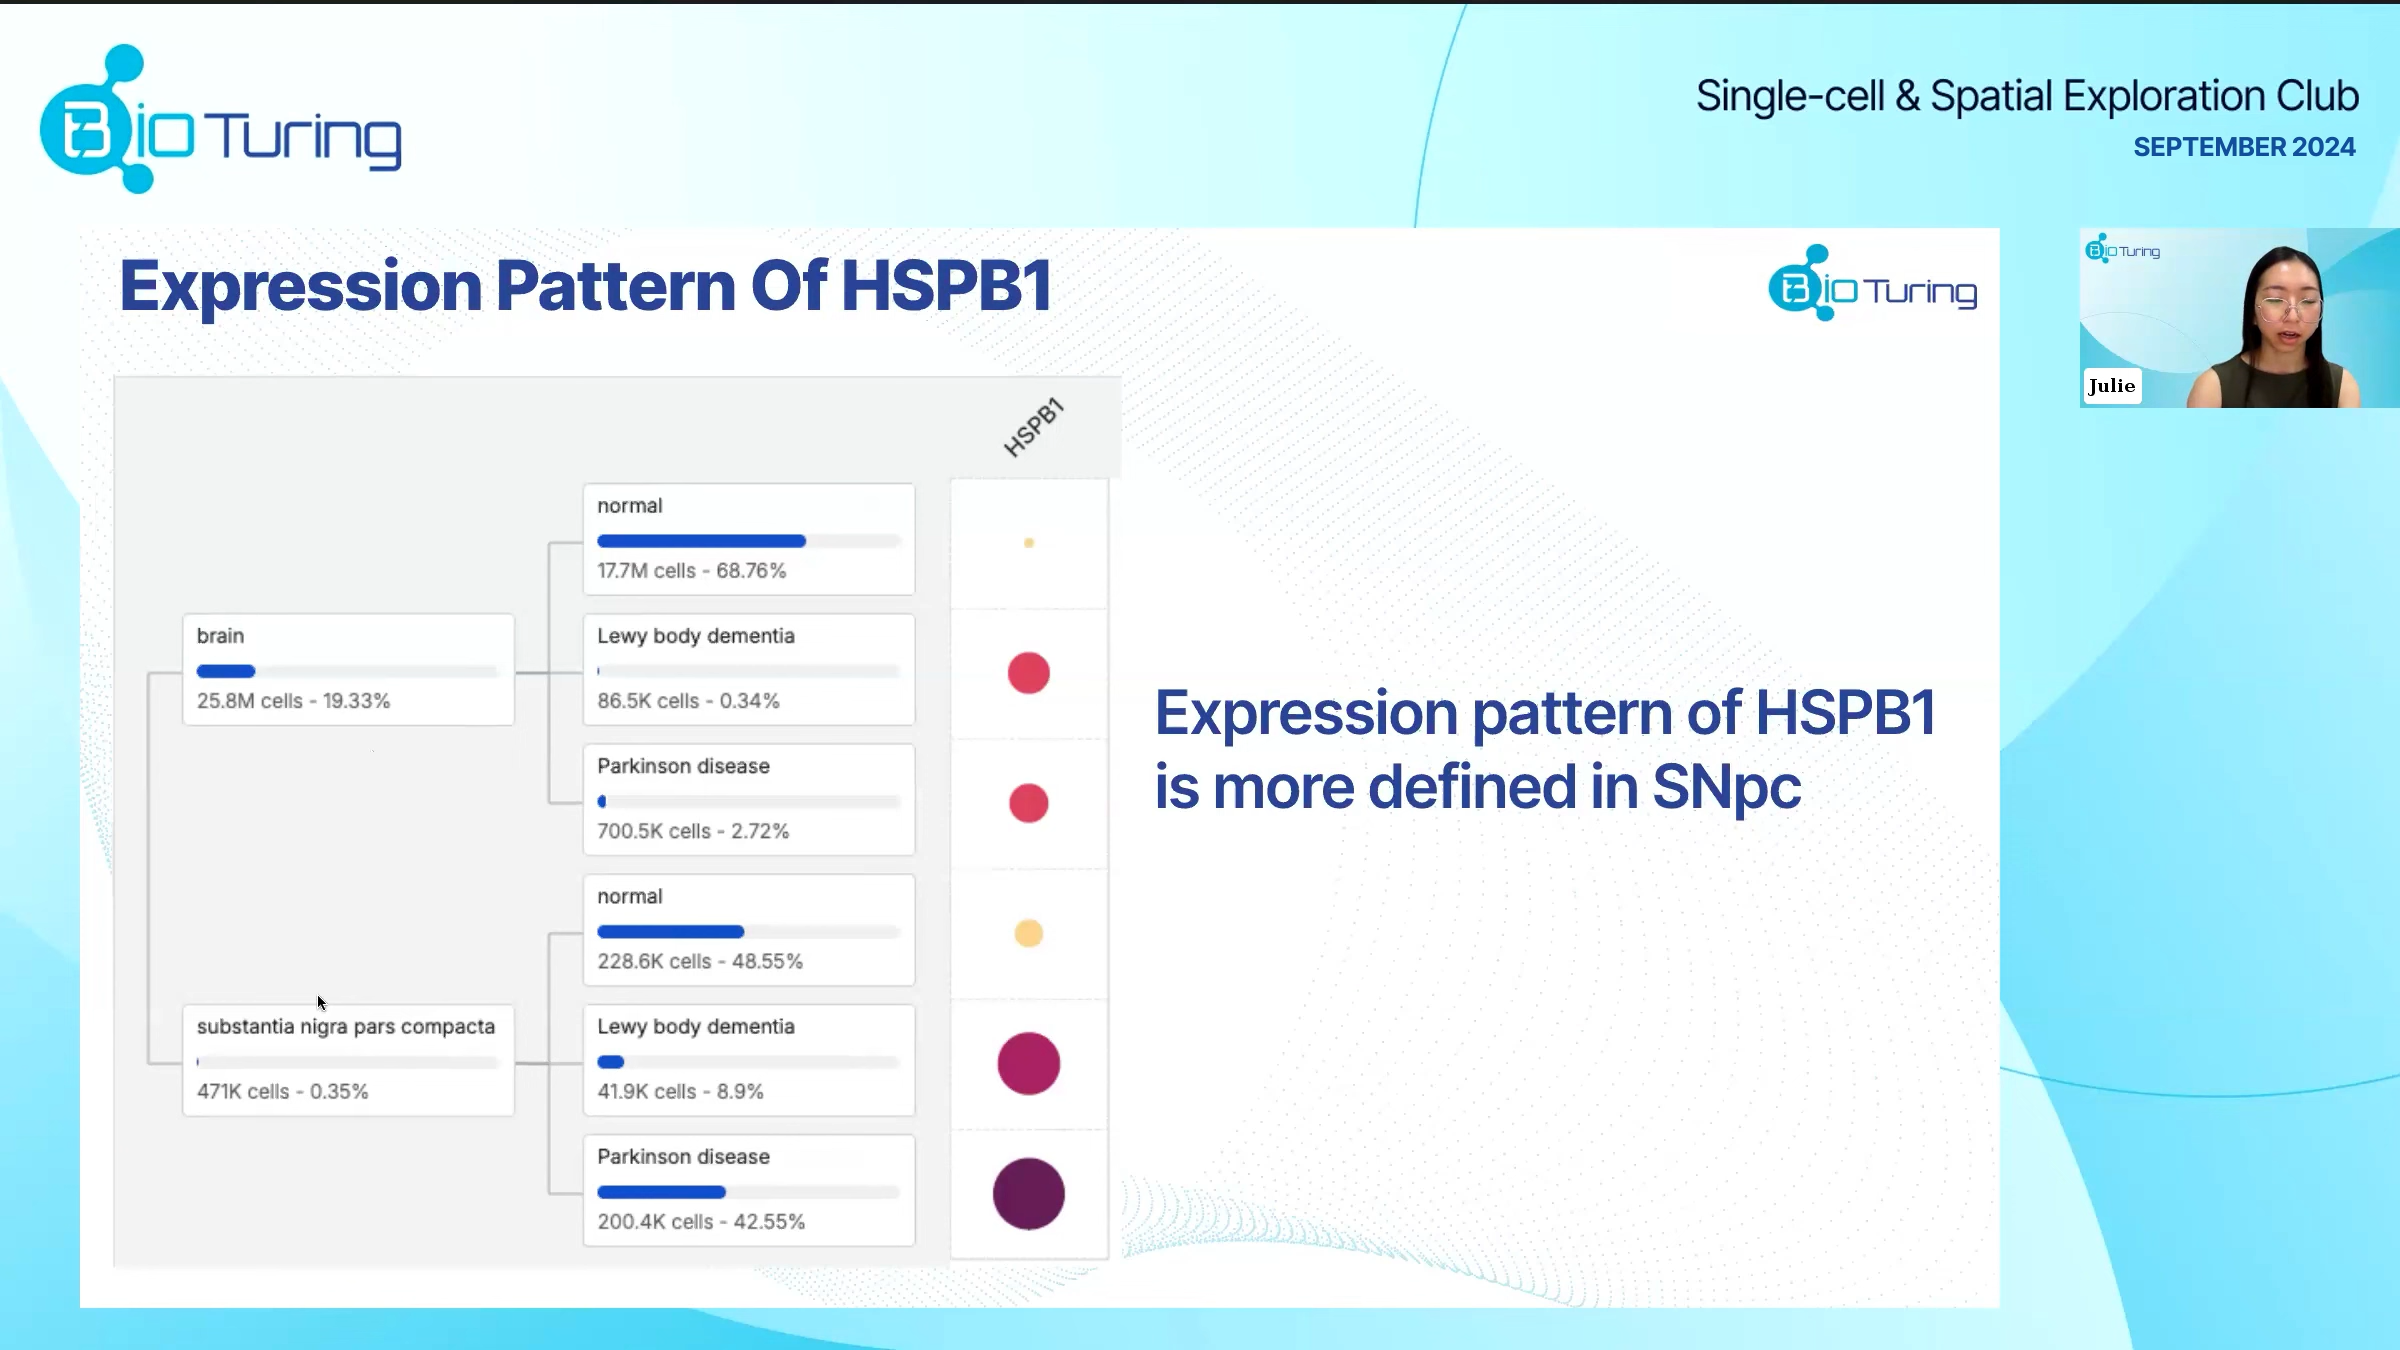 BioTuring
Single-cell & Spatial Exploration Club
SEPTEMBER 2024
Expression Pattern Of HSPB1
BioTuring
BioTuring
Julie
HSPB1
normal
17.7M cells - 68.76%
brain
25.8M cells - 19.33%
Lewy body dementia
86.5K cells - 0.34%
Parkinson disease
700.5K cells - 2.72%
Expression pattern of HSPB1
is more defined in SNpc
normal
228.6K cells - 48.55%
substantia nigra pars compacta
471K cells - 0.35%
Lewy body dementia
41.9K cells - 8.9%
Parkinson disease
200.4K cells - 42.55%